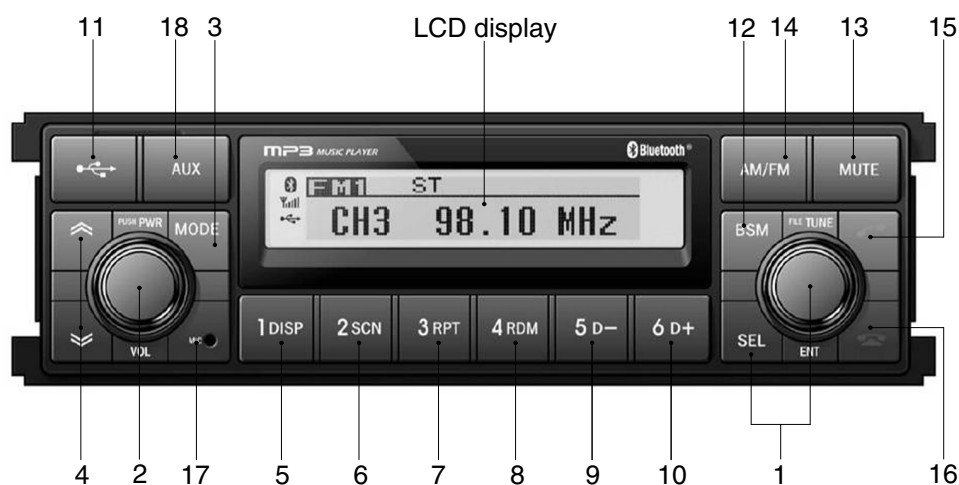 11 18 3 LCD display 12 14 13 15
AUX
MP3 MUSIC PLAYER
Bluetooth®
AM/FM
MUTE
FM1 ST
CH3 98.10 MHz
PUSH PWR
MODE
VOL
MIC
1 DISP
2 SCN
3 RPT
4 RDM
5 D−
6 D+
BSM
FILE TUNE
SEL
ENT
4 2 17 5 6 7 8 9 10 1 16